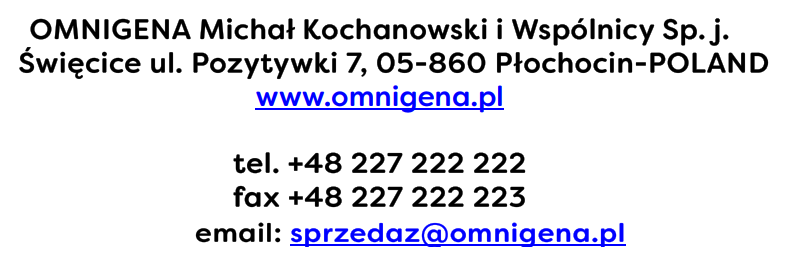 OMNIGENA Michał Kochanowski i Wspólnicy Sp. j.
Święcice ul. Pozytywki 7, 05-860 Płochocin-POLAND
www.omnigena.pl
tel. +48 227 222 222
fax +48 227 222 223
email: sprzedaz@omnigena.pl